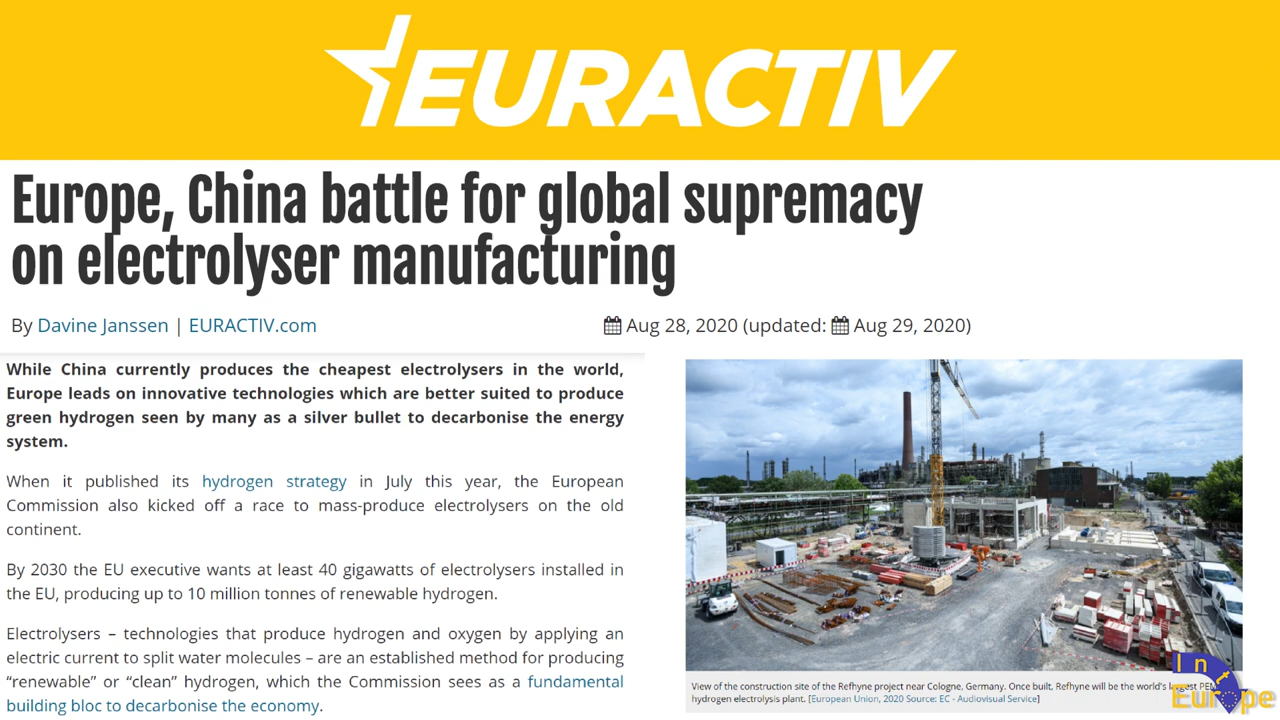 EURACTIV
Europe, China battle for global supremacy
on electrolyser manufacturing
By Davine Janssen | EURACTIV.com
Aug 28, 2020 (updated: Aug 29, 2020)
While China currently produces the cheapest electrolysers in the world,
Europe leads on innovative technologies which are better suited to produce
green hydrogen seen by many as a silver bullet to decarbonise the energy
system.
When it published its hydrogen strategy in July this year, the European
Commission also kicked off a race to mass-produce electrolysers on the old
continent.
By 2030 the EU executive wants at least 40 gigawatts of electrolysers installed in
the EU, producing up to 10 million tonnes of renewable hydrogen.
Electrolysers – technologies that produce hydrogen and oxygen by applying an
electric current to split water molecules – are an established method for producing
“renewable” or “clean” hydrogen, which the Commission sees as a fundamental
building bloc to decarbonise the economy.
View of the construction site of the Refhyne project near Cologne, Germany. Once built, Refhyne will be the world's largest PEM
hydrogen electrolysis plant. [European Union, 2020 Source: EC - Audiovisual Service]
In
Europe